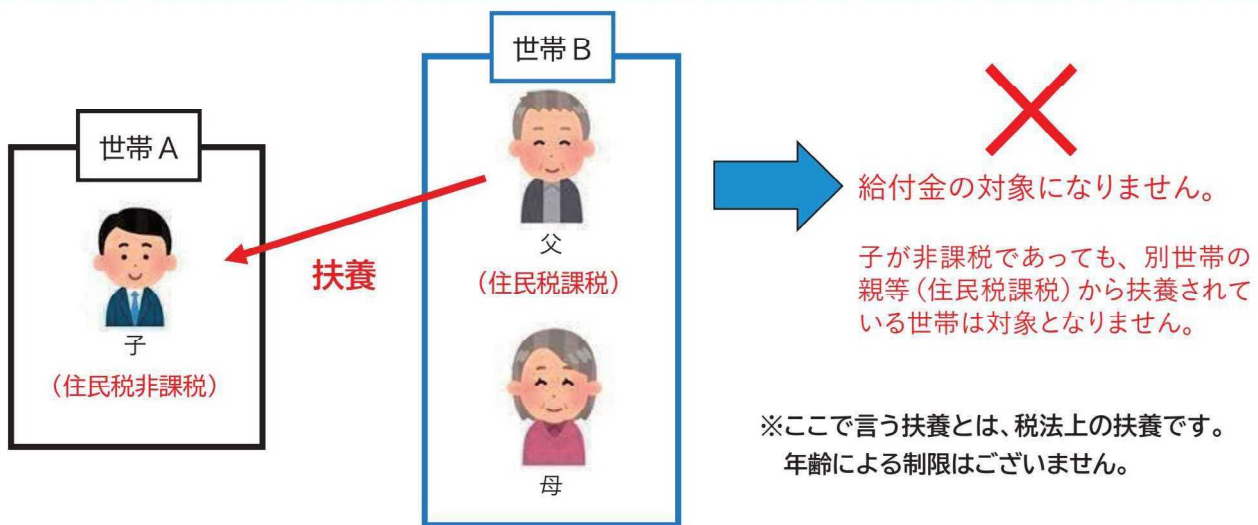 世帯A
子
（住民税非課税）
扶養
世帯B
父
（住民税課税）
母
給付金の対象になりません。
子が非課税であっても、別世帯の
親等（住民税課税）から扶養されて
いる世帯は対象となりません。
※ここで言う扶養とは、税法上の扶養です。
年齢による制限はございません。